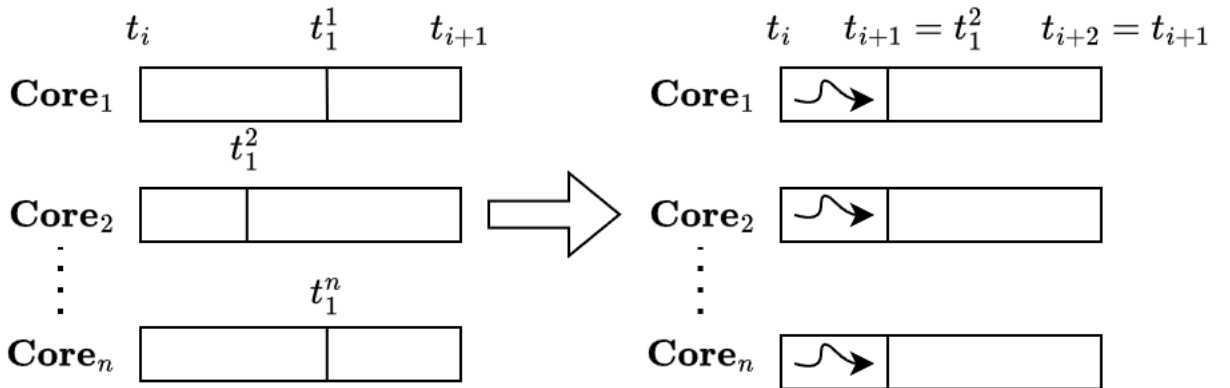 t_i t_1^1 t_{i+1}
Core_1
t_1^2
Core_2
t_1^n
Core_n
t_i t_{i+1} = t_1^2 t_{i+2} = t_{i+1}
Core_1
Core_2
Core_n